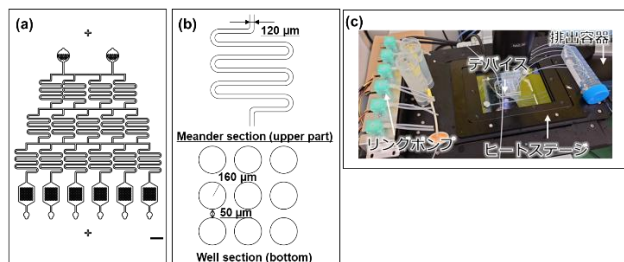 (a)
(b)
120 μm
Meander section (upper part)
160 μm
50 μm
Well section (bottom)
(c)
排出容器
デバイス
リングポンプ
ヒートステージ